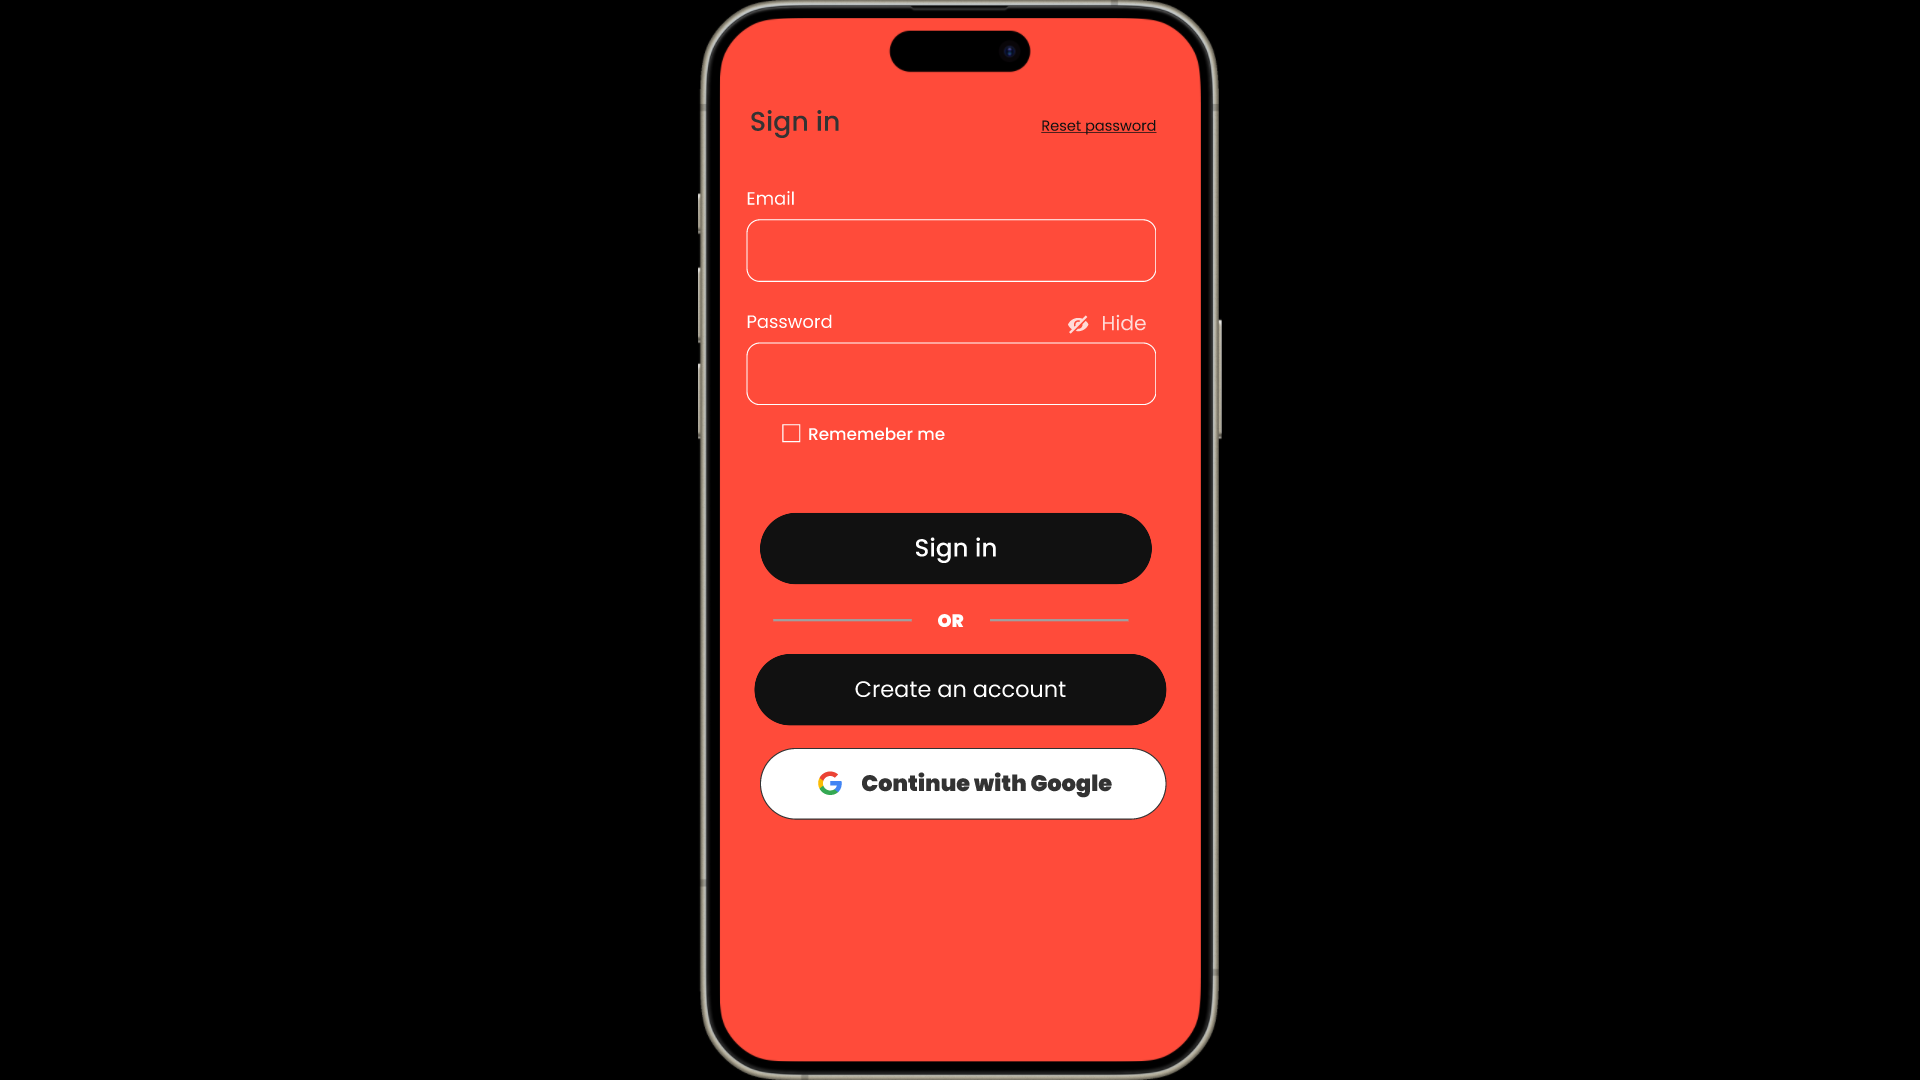 Sign in
Reset password
Email
Password
Hide
Rememeber me
Sign in
OR
Create an account
Continue with Google